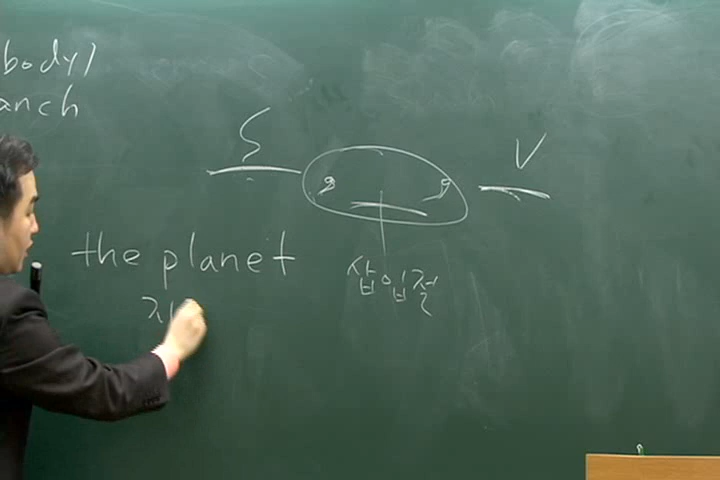 body)
anch
S , , V
the planet
삽입절